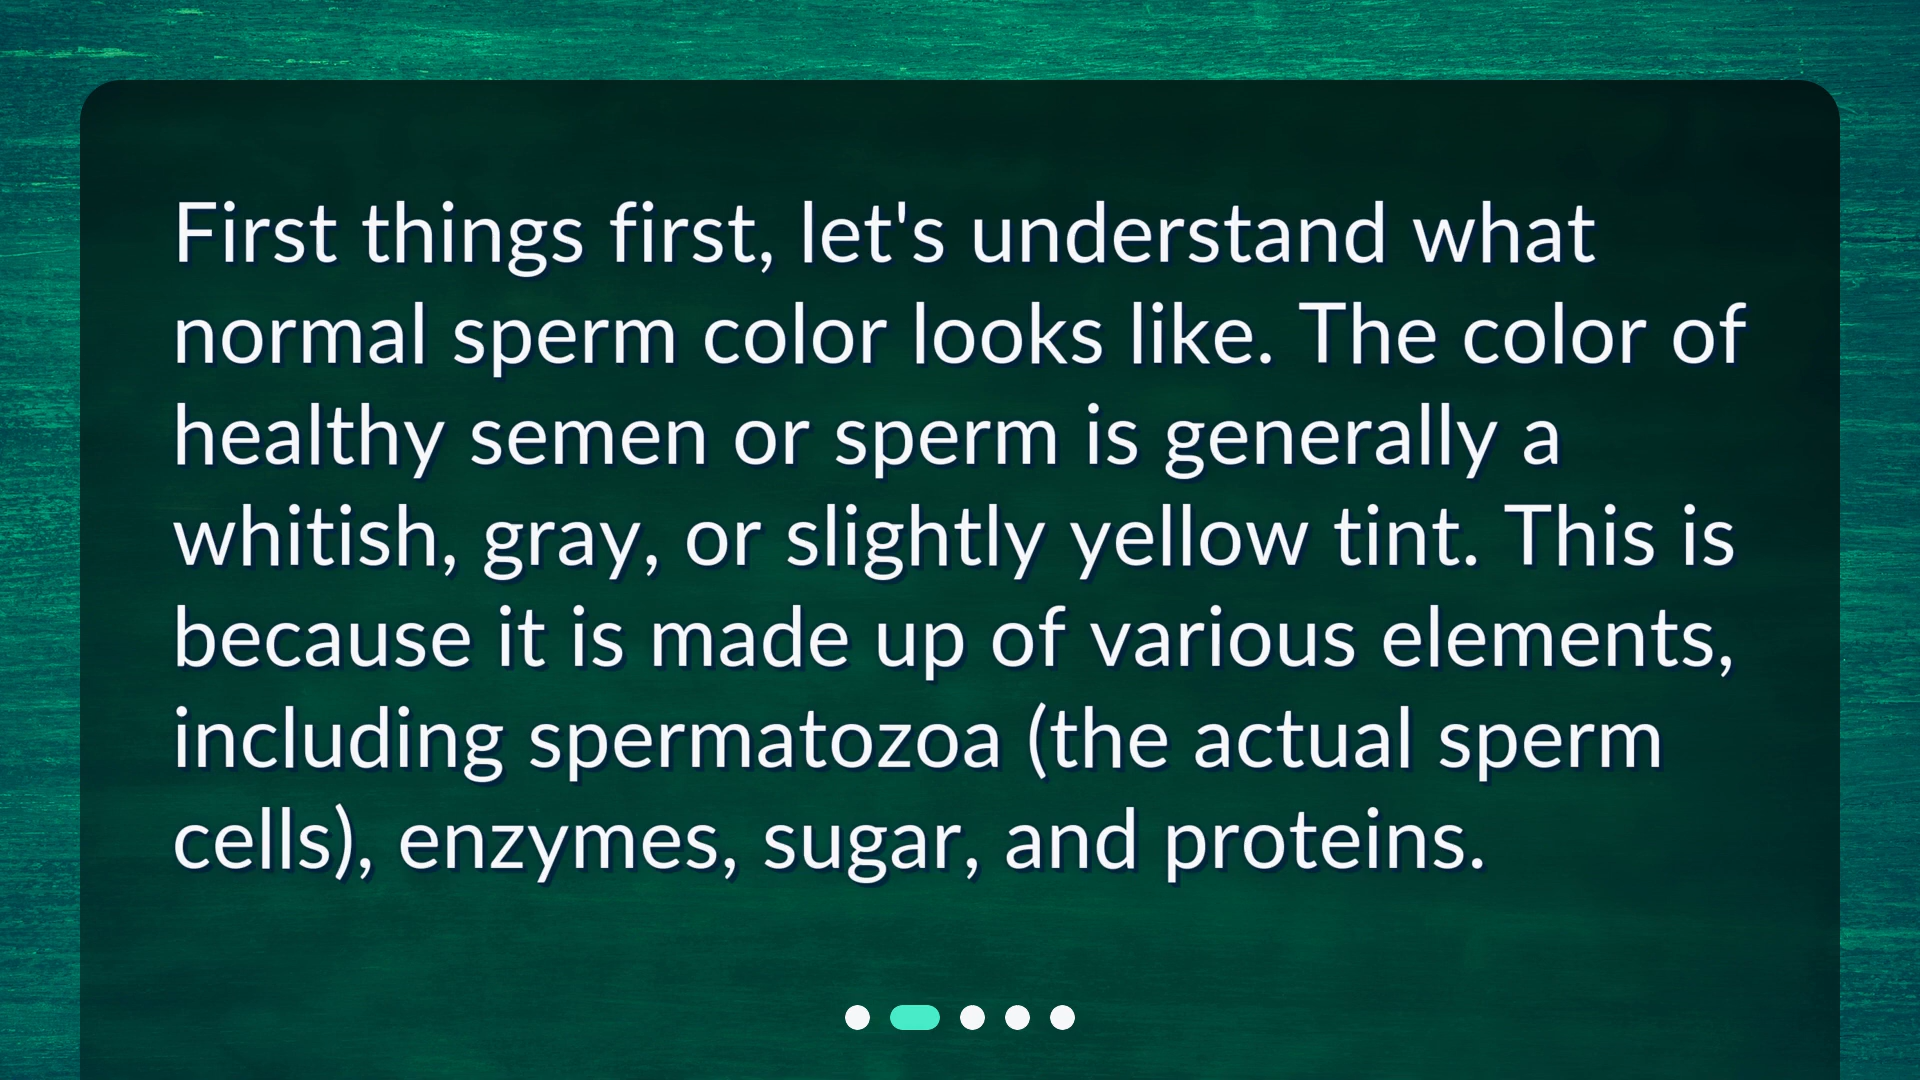 First things first, let's understand what
normal sperm color looks like. The color of
healthy semen or sperm is generally a
whitish, gray, or slightly yellow tint. This is
because it is made up of various elements,
including spermatozoa (the actual sperm
cells), enzymes, sugar, and proteins.